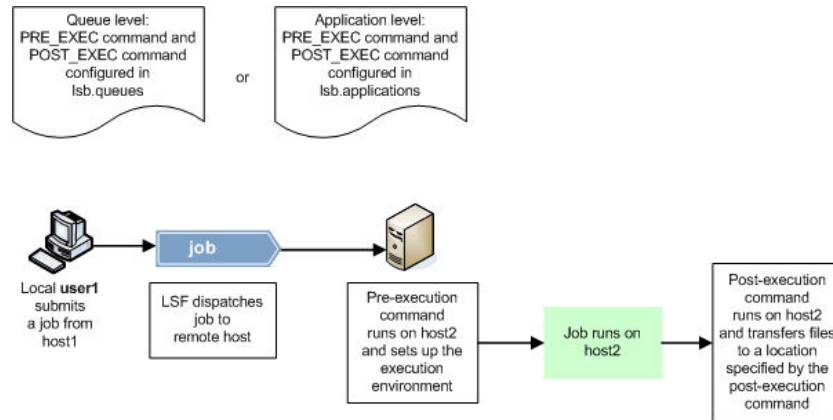 Queue level:
PRE_EXEC command and
POST_EXEC command
configured in
lsb.queues
or
Application level:
PRE_EXEC command and
POST_EXEC command
configured in
lsb.applications
job
Local user1
submits
a job from
host1
LSF dispatches
job to
remote host
Pre-execution
command
runs on host2
and sets up the
execution
environment
Job runs on
host2
Post-execution
command
runs on host2
and transfers files
to a location
specified by the
post-execution
command